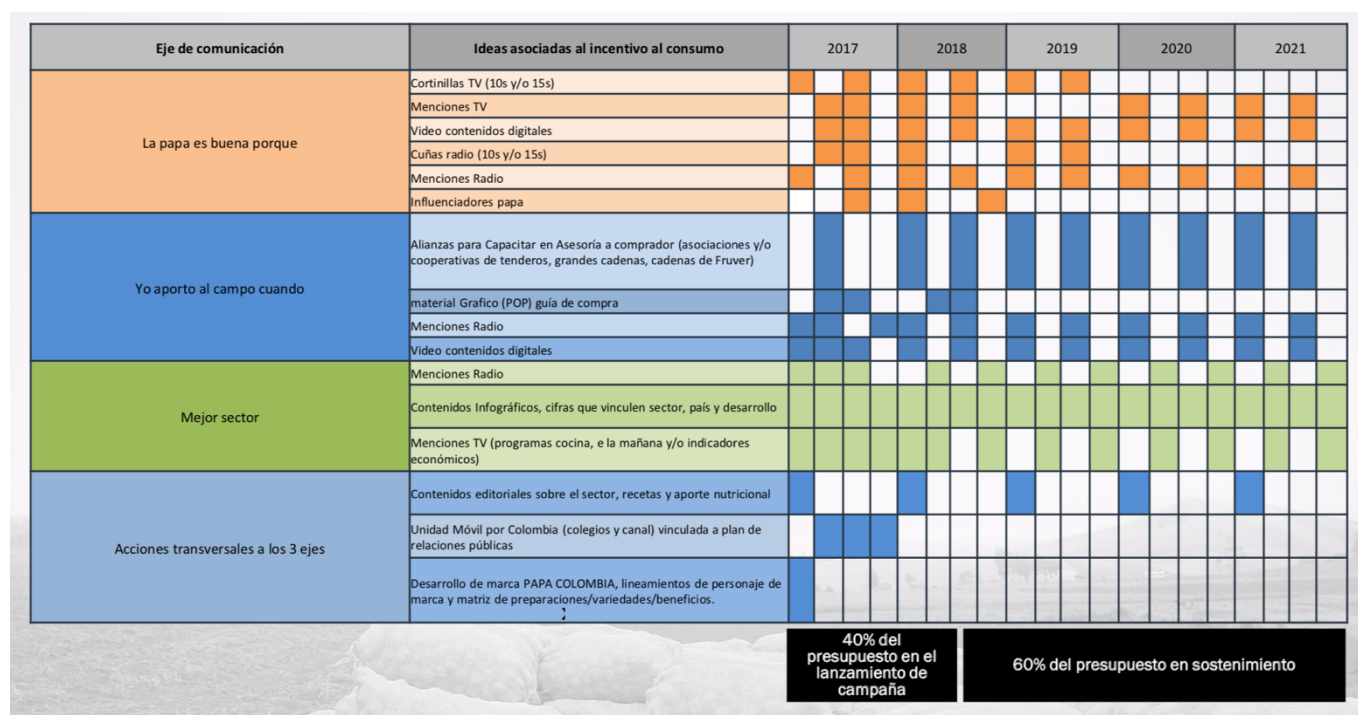 Eje de comunicación
Ideas asociadas al incentivo al consumo
2017
2018
2019
2020
2021
La papa es buena porque
Cortinillas TV (10s y/o 15s)
Menciones TV
Video contenidos digitales
Cuñas radio (10s y/o 15s)
Menciones Radio
Influenciadores papa
Yo aporto al campo cuando
Alianzas para Capacitar en Asesoría a comprador (asociaciones y/o
cooperativas de tenderos, grandes cadenas, cadenas de Fruver)
material Grafico (POP) guía de compra
Menciones Radio
Video contenidos digitales
Mejor sector
Menciones Radio
Contenidos Infográficos, cifras que vinculen sector, país y desarrollo
Menciones TV (programas cocina, e la mañana y/o indicadores
económicos)
Acciones transversales a los 3 ejes
Contenidos editoriales sobre el sector, recetas y aporte nutricional
Unidad Móvil por Colombia (colegios y canal) vinculada a plan de
relaciones públicas
Desarrollo de marca PAPA COLOMBIA, lineamientos de personaje de
marca y matriz de preparaciones/variedades/beneficios.
40% del
presupuesto en el
lanzamiento de
campaña
60% del presupuesto en sostenimiento